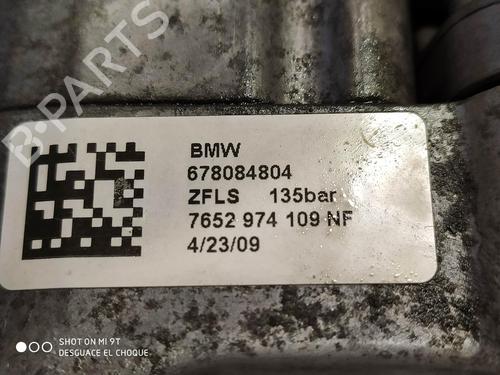 B-PARTS
BMW
678084804
ZFLS 135bar
7652 974 109 NF
4/23/09
SHOT ON MI 9T
DESGUACE EL CHOQUE.